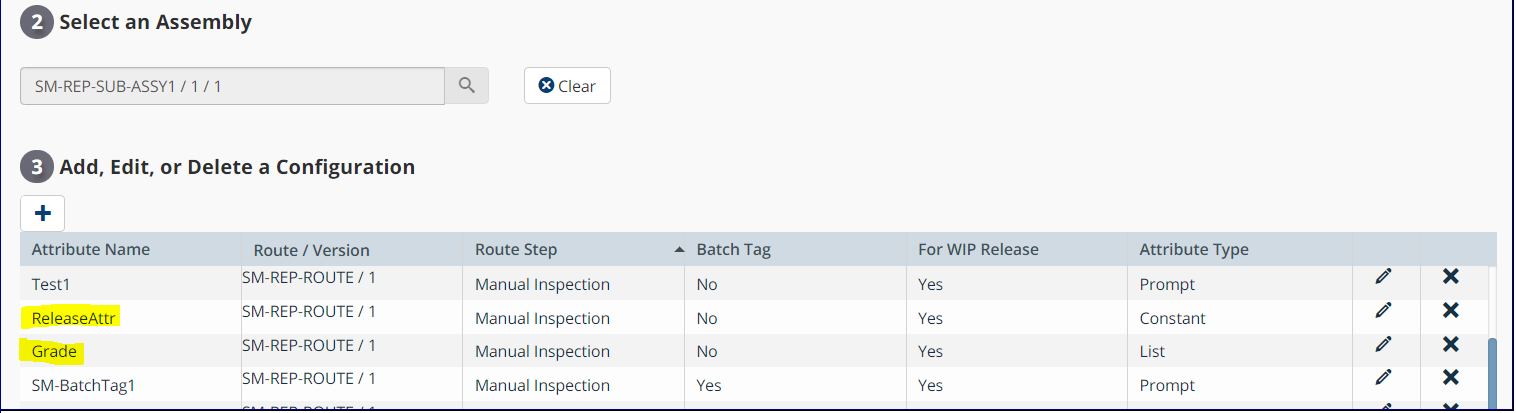 2 Select an Assembly
SM-REP-SUB-ASSY1 / 1 / 1 Clear
3 Add, Edit, or Delete a Configuration
Attribute Name Route / Version Route Step Batch Tag For WIP Release Attribute Type
Test1 SM-REP-ROUTE / 1 Manual Inspection No Yes Prompt
ReleaseAttr SM-REP-ROUTE / 1 Manual Inspection No Yes Constant
Grade SM-REP-ROUTE / 1 Manual Inspection No Yes List
SM-BatchTag1 SM-REP-ROUTE / 1 Manual Inspection Yes Yes Prompt